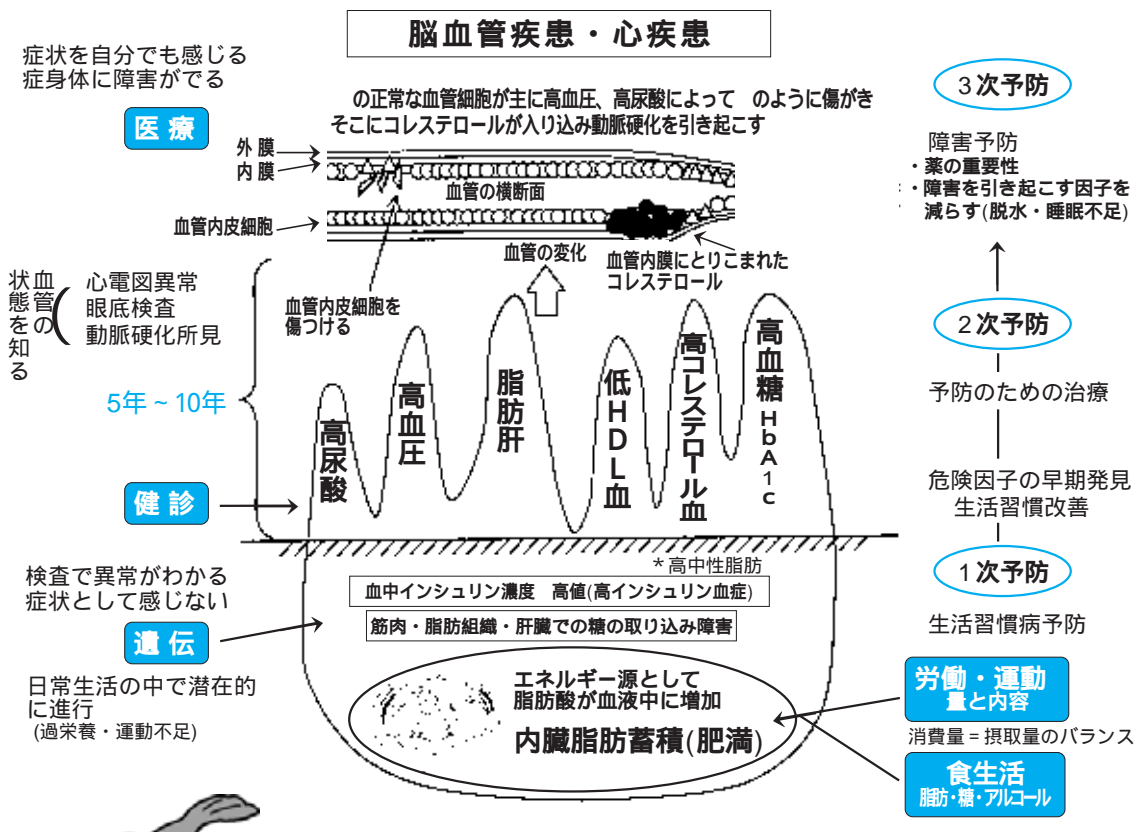 脳血管疾患・心疾患
症状を自分でも感じる
症身体に障害がでる
医療
の正常な血管細胞が主に高血圧、高尿酸によって　のように傷がき
そこにコレステロールが入り込み動脈硬化を引き起こす
外膜
内膜
血管の横断面
血管内皮細胞
血管の変化
血管内膜にとりこまれた
コレステロール
血管内皮細胞を
傷つける
血管の
状態を知る
心電図異常
眼底検査
動脈硬化所見
5年～10年
高尿酸
高血圧
脂肪肝
低HDL血
高コレステロール血
高血糖 HbA1c
健診
検査で異常がわかる
症状として感じない
遺伝
日常生活の中で潜在的
に進行
(過栄養・運動不足)
＊高中性脂肪
血中インシュリン濃度　高値(高インシュリン血症)
筋肉・脂肪組織・肝臓での糖の取り込み障害
エネルギー源として
脂肪酸が血液中に増加
内臓脂肪蓄積(肥満)
3次予防
障害予防
・薬の重要性
・障害を引き起こす因子を
減らす(脱水・睡眠不足)
2次予防
予防のための治療
危険因子の早期発見
生活習慣改善
1次予防
生活習慣病予防
労働・運動
量と内容
消費量＝摂取量のバランス
食生活
脂肪・糖・アルコール